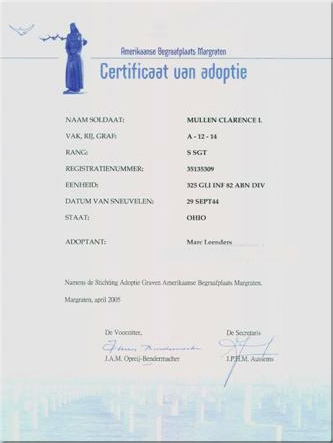 Amerikaanse Begraafplaats Margraten
Certificaat van adoptie
NAAM SOLDAAT: MULLEN CLARENCE L
VAK, RIJ, GRAF: A - 12 - 14
RANG: S SGT
REGISTRATIENUMMER: 35135309
EENHEID: 325 GLI INF 82 ABN DIV
DATUM VAN SNEUVELEN: 29 SEPT44
STAAT: OHIO
ADOPTANT: Marc Leenders
Namens de Stichting Adoptie Graven Amerikaanse Begraafplaats Margraten.
Margraten, april 2005
De Voorzitter, De Secretaris
J.A.M. Opreij-Bendermacher J.P.H.M. Aussems